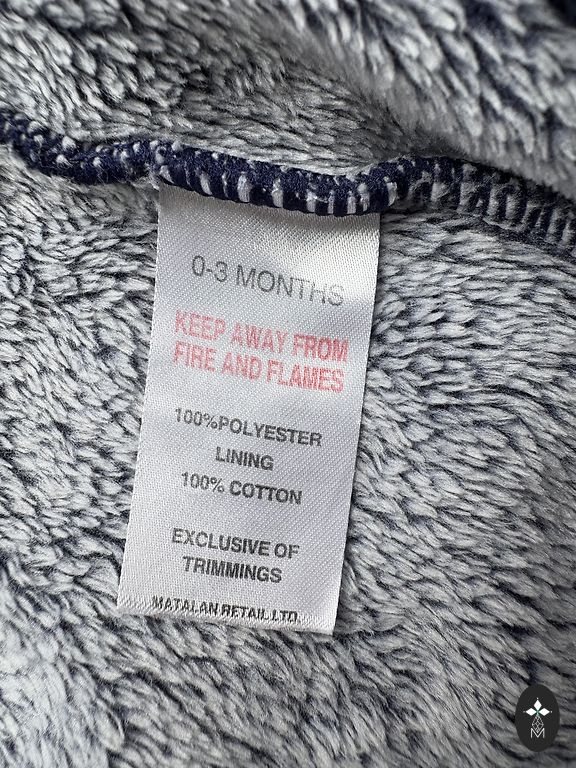 0-3 MONTHS
KEEP AWAY FROM
FIRE AND FLAMES
100%POLYESTER
LINING
100% COTTON
EXCLUSIVE OF
TRIMMINGS
MATALAN RETAIL LTD.
M